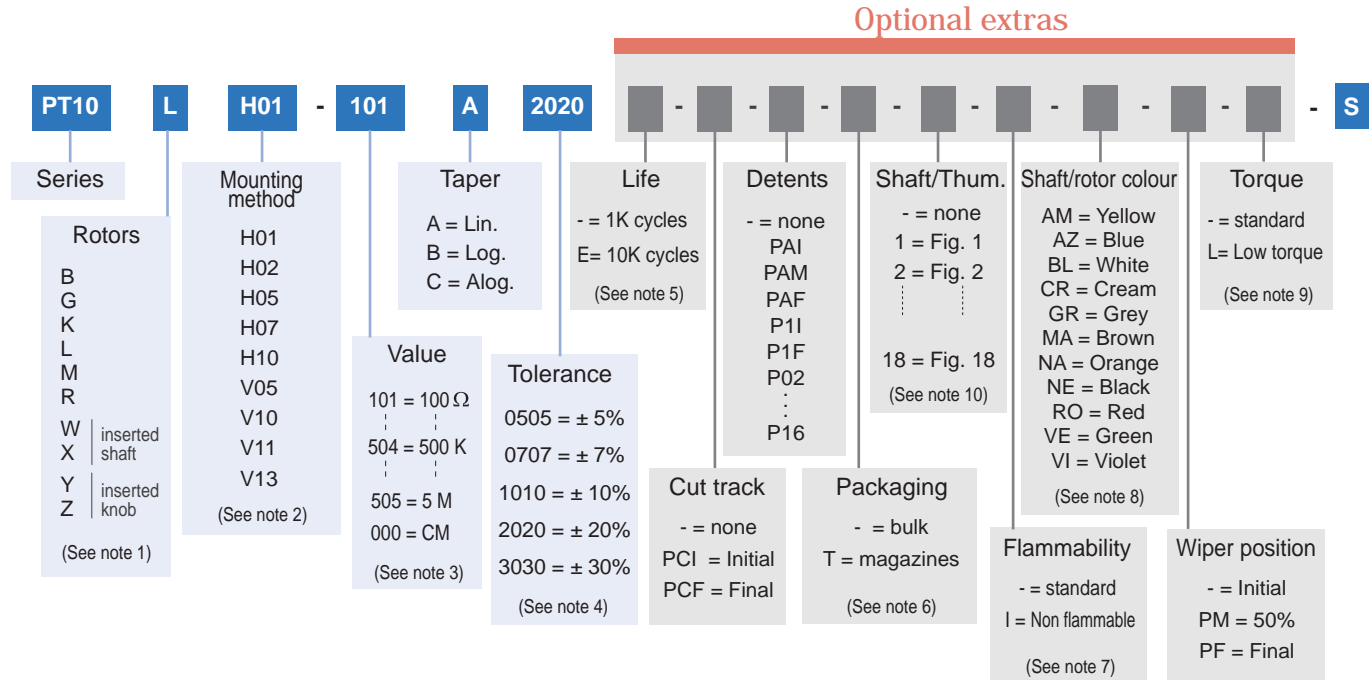 Optional extras
PT10 L H01 - 101 A 2020 - - - - - - - - - S
Series
Rotors
B
G
K
L
M
R
W
X
inserted
shaft
Y
Z
inserted
knob
(See note 1)
Mounting
method
H01
H02
H05
H07
H10
V05
V10
V11
V13
(See note 2)
Value
101 = 100 Ω
504 = 500 K
505 = 5 M
000 = CM
(See note 3)
Taper
A = Lin.
B = Log.
C = Alog.
Tolerance
0505 = ± 5%
0707 = ± 7%
1010 = ± 10%
2020 = ± 20%
3030 = ± 30%
(See note 4)
Life
- = 1K cycles
E= 10K cycles
(See note 5)
Cut track
- = none
PCI = Initial
PCF = Final
Detents
- = none
PAI
PAM
PAF
P1I
P1F
P02
:
:
P16
Packaging
- = bulk
T = magazines
(See note 6)
Shaft/Thum.
- = none
1 = Fig. 1
2 = Fig. 2
18 = Fig. 18
(See note 10)
Flammability
- = standard
I = Non flammable
(See note 7)
Shaft/rotor colour
AM = Yellow
AZ = Blue
BL = White
CR = Cream
GR = Grey
MA = Brown
NA = Orange
NE = Black
RO = Red
VE = Green
VI = Violet
(See note 8)
Wiper position
- = Initial
PM = 50%
PF = Final
Torque
- = standard
L= Low torque
(See note 9)